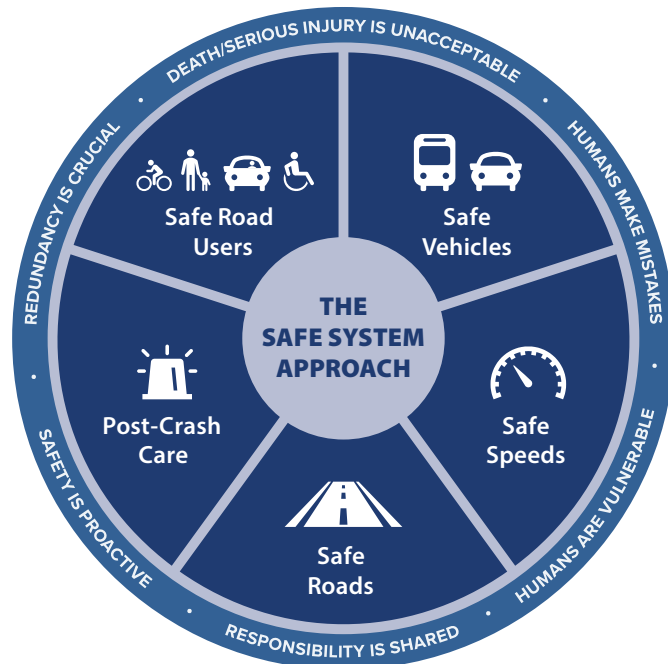 DEATH/SERIOUS INJURY IS UNACCEPTABLE
HUMANS MAKE MISTAKES
HUMANS ARE VULNERABLE
RESPONSIBILITY IS SHARED
SAFETY IS PROACTIVE
REDUNDANCY IS CRUCIAL
Safe Road
Users
Safe
Vehicles
THE
SAFE SYSTEM
APPROACH
Safe
Speeds
Safe
Roads
Post-Crash
Care